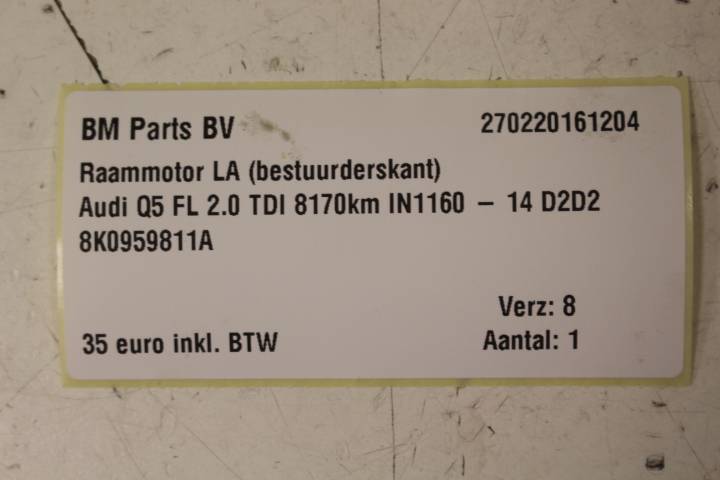 BM Parts BV 270220161204
Raammotor LA (bestuurderskant)
Audi Q5 FL 2.0 TDI 8170km IN1160 – 14 D2D2
8K0959811A
Verz: 8
35 euro inkl. BTW Aantal: 1